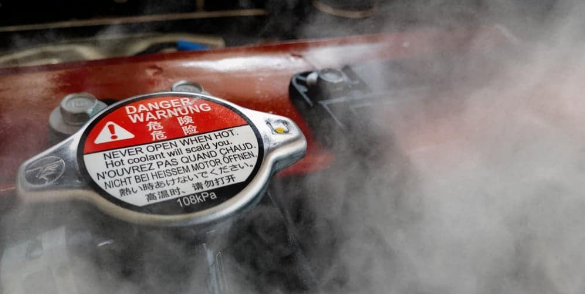 DANGER
WARNING
危 険
危 险
NEVER OPEN WHEN HOT.
Hot coolant will scald you.
N'OUVREZ PAS QUAND CHAUD.
NICHT BEI HEISSEM MOTOR ÖFFNEN.
熱い時あけないでください。
高温时、请勿打开
108kPa